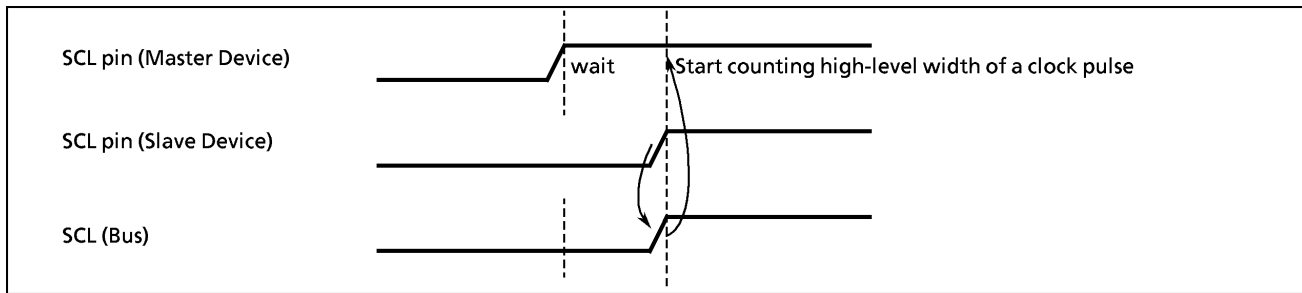 SCL pin (Master Device)
wait
Start counting high-level width of a clock pulse
SCL pin (Slave Device)
SCL (Bus)